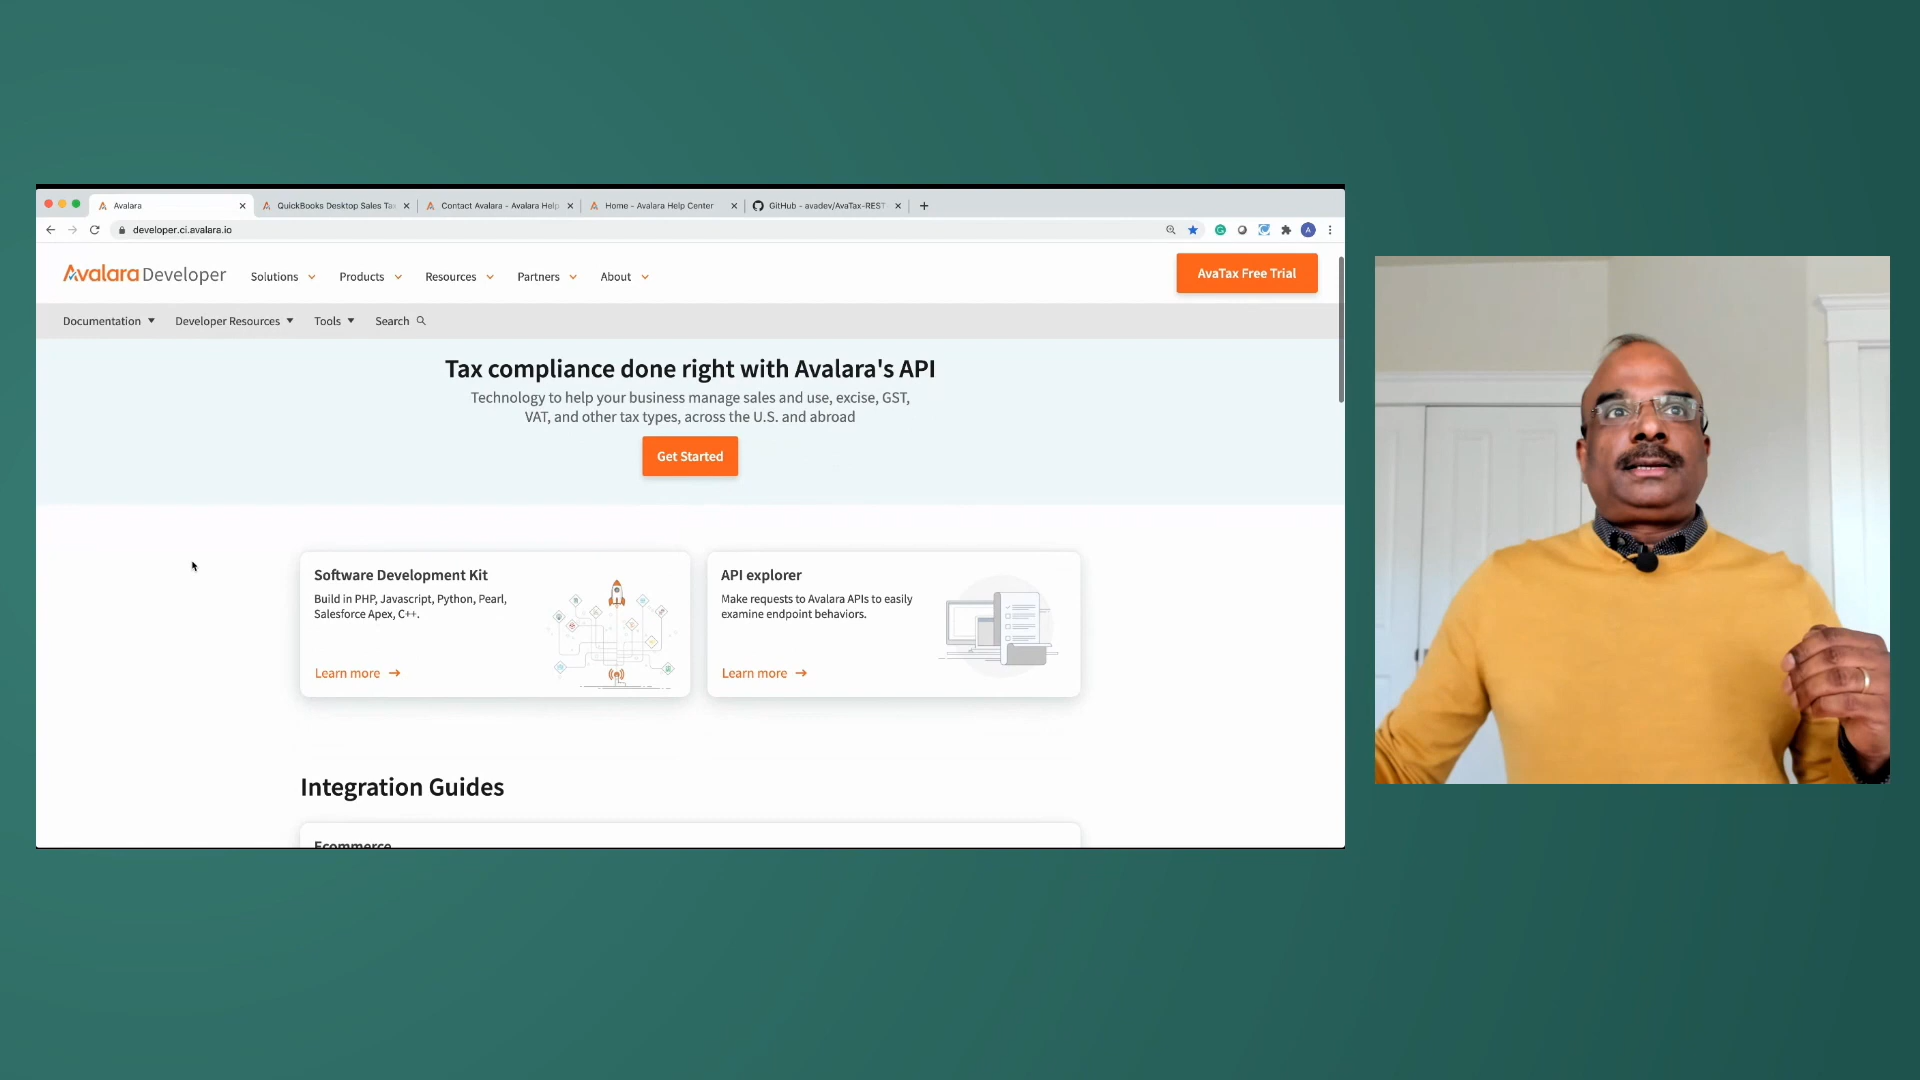 Avalara
QuickBooks Desktop Sales Tax
Contact Avalara - Avalara Help
Home - Avalara Help Center
GitHub - avadev/AvaTax-REST
developer.ci.avalara.io
A
Avalara Developer
Solutions
Products
Resources
Partners
About
AvaTax Free Trial
Documentation
Developer Resources
Tools
Search
Tax compliance done right with Avalara's API
Technology to help your business manage sales and use, excise, GST,
VAT, and other tax types, across the U.S. and abroad
Get Started
Software Development Kit
Build in PHP, Javascript, Python, Pearl,
Salesforce Apex, C++.
Learn more
API explorer
Make requests to Avalara APIs to easily
examine endpoint behaviors.
Learn more
Integration Guides
Ecommerce